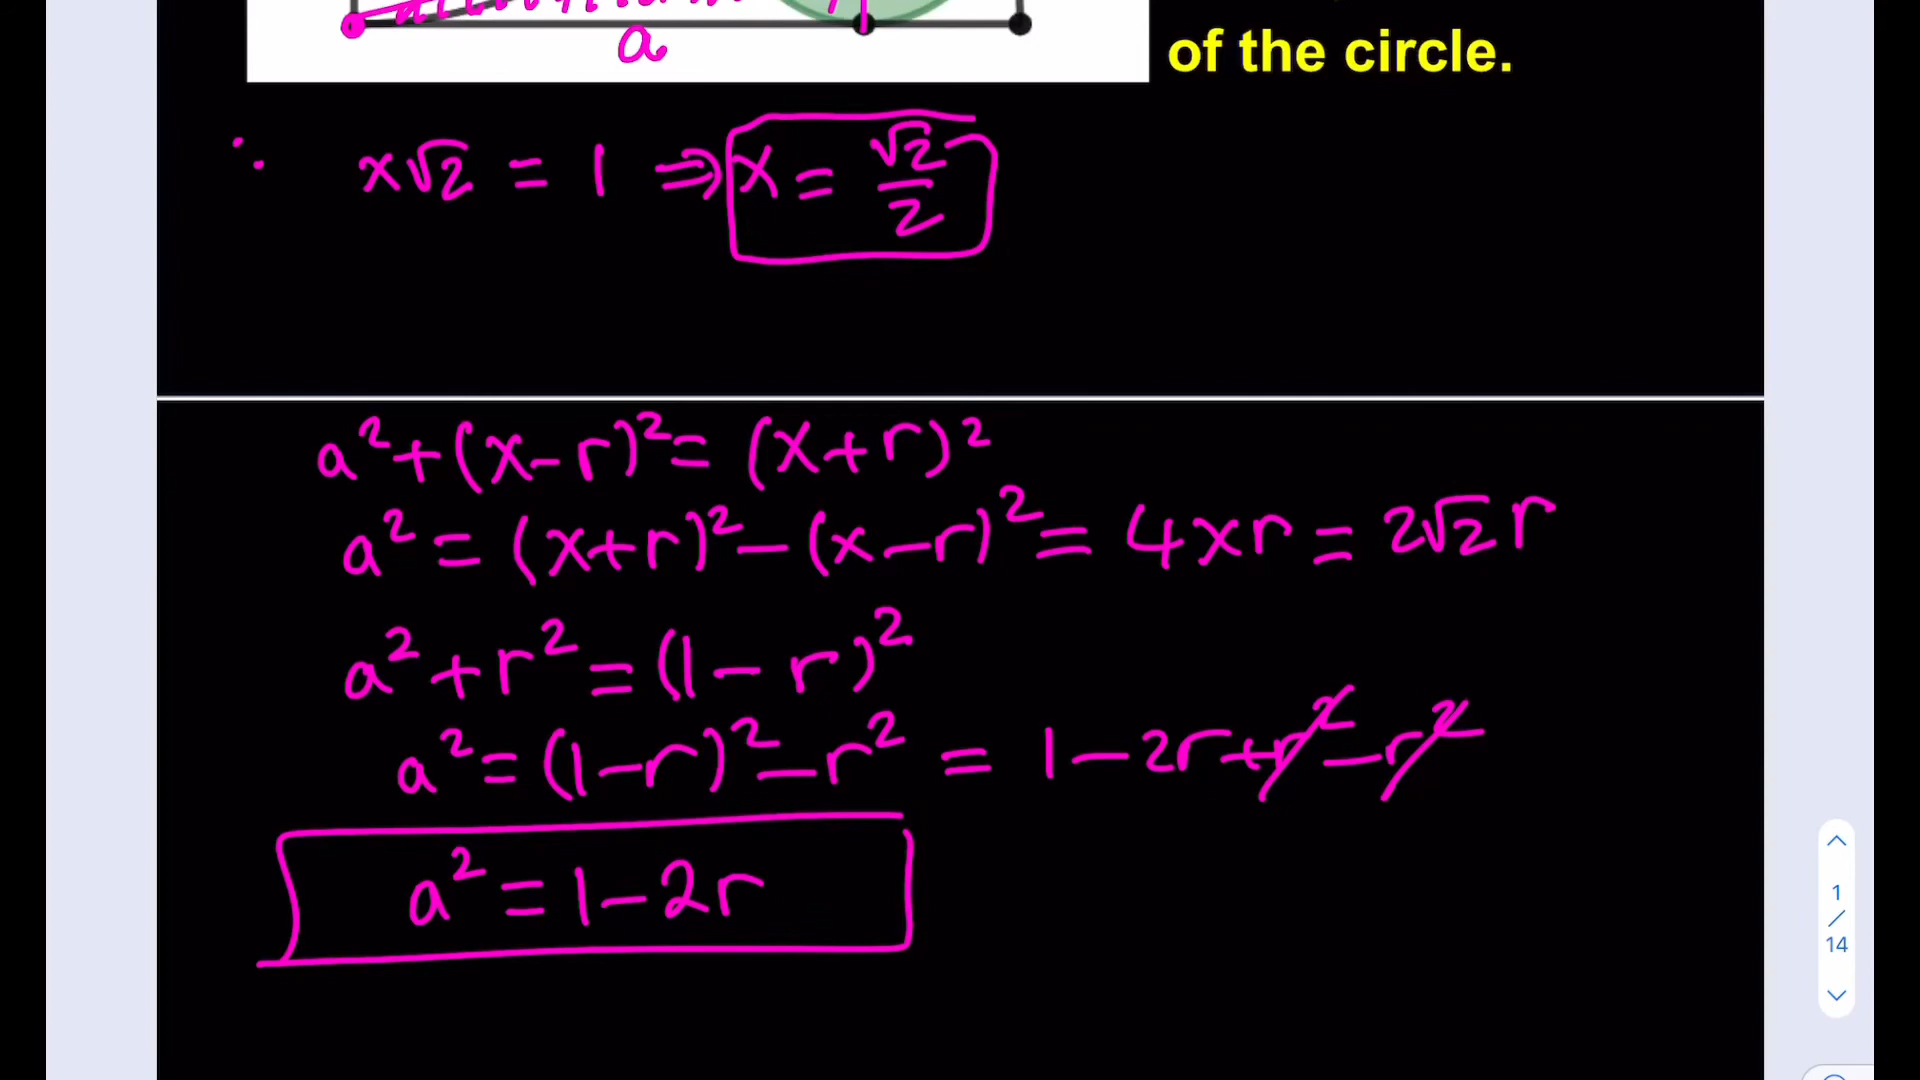 a
of the circle.
∵ x√2 = 1 ⇒ x = √2/2
a² + (x-r)² = (x+r)²
a² = (x+r)² - (x-r)² = 4xr = 2√2 r
a² + r² = (1-r)²
a² = (1-r)² - r² = 1 - 2r + r² - r²
a² = 1 - 2r
1
/
14